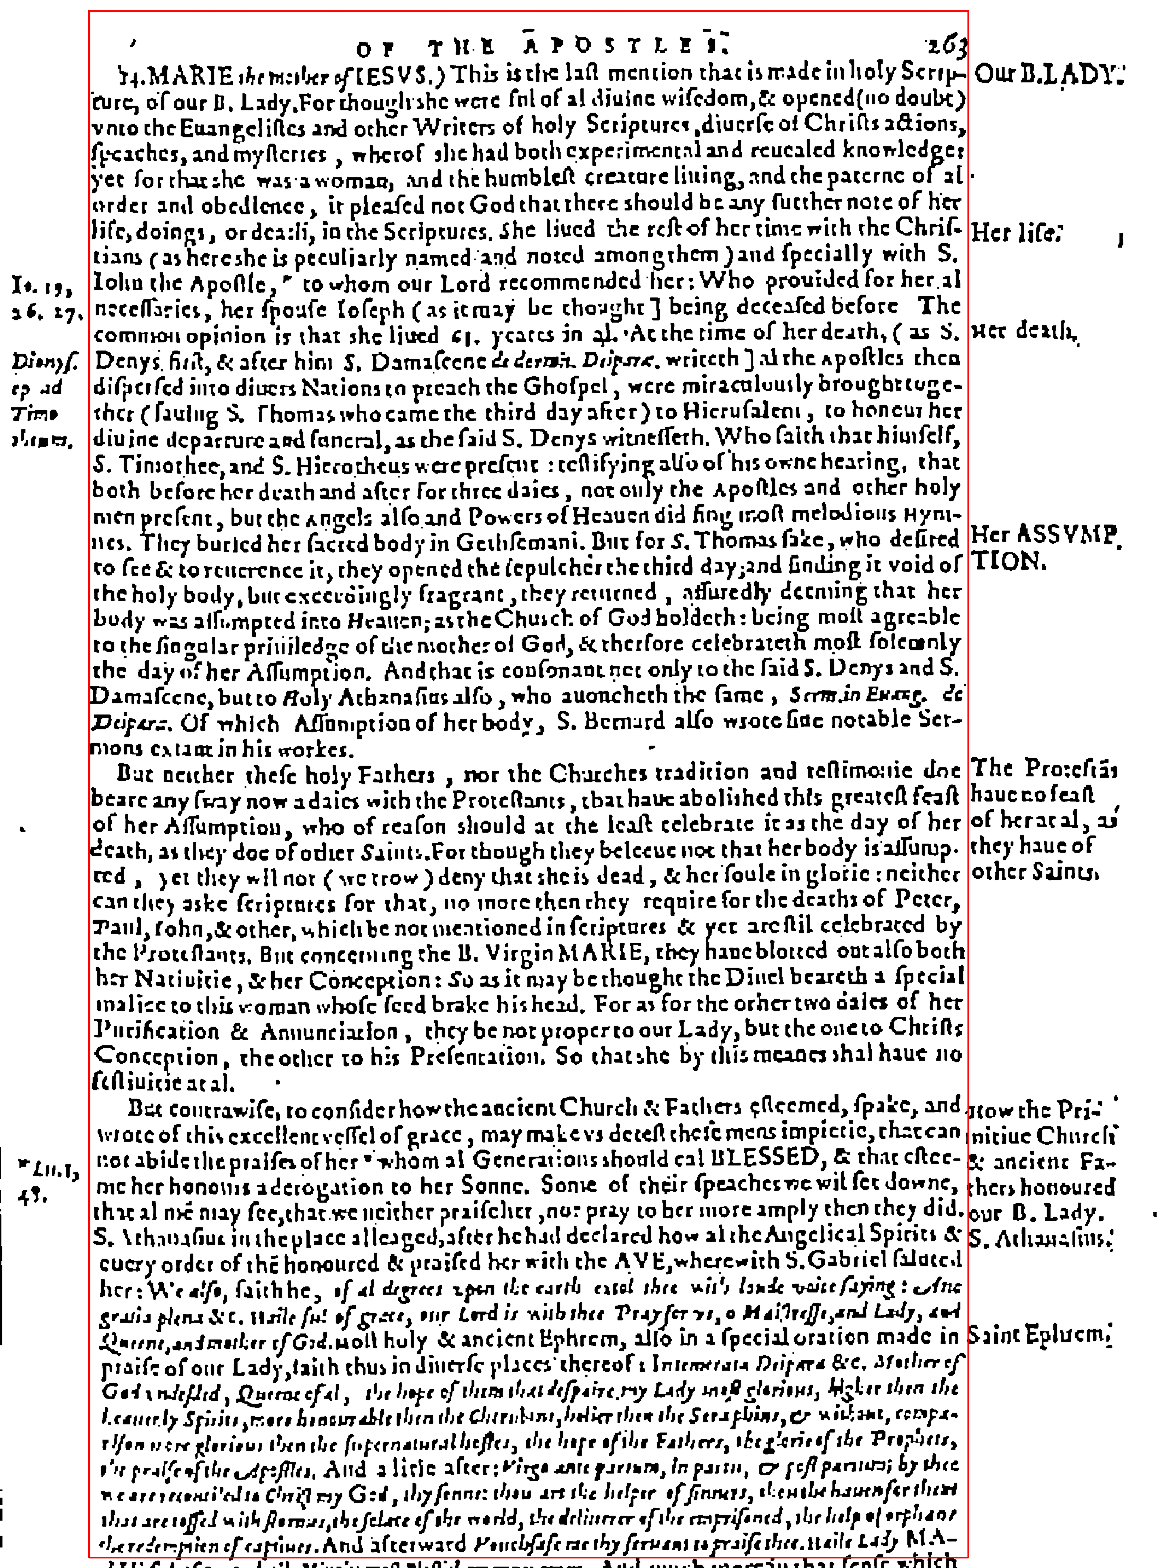 OF THE APOSTLES. 263
14. MARIE the mother of IESVS.) This is the last mention that is made in holy Scrip-
ture, of our B. Lady. For though she were ful of al diuine wisedom, & opened (no doubt)
vnto the Euangelistes and other Writers of holy Scriptures, diuerse of Christs actions,
speaches, and mysteries, wherof she had both experimental and reuealed knowledge:
yet for that she was a woman, and the humblest creature liuing, and the paterne of al
order and obedience, it pleased not God that there should be any further note of her
life, doings, or death, in the Scriptures. She liued the rest of her time with the Chris-
tians (as here she is peculiarly named and noted among them) and specially with S.
Iohn the Apostle, * to whom our Lord recommended her: Who prouided for her al
necessaries, her spouse Ioseph (as it may be thought] being deceased before The
common opinion is that she liued 63. yeares in al. At the time of her death, (as S.
Denys first, & after him S. Damascene de dormit. Deiparæ. writeth] al the Apostles then
dispersed into diuers Nations to preach the Ghospel, were miraculously brought toge-
ther (sauing S. Thomas who came the third day after) to Hierusalem, to honour her
diuine departure and funeral, as the said S. Denys witnesseth. Who saith that himself,
S. Timothee, and S. Hierotheus were present: testifying also of his owne hearing, that
both before her death and after for three daies, not only the Apostles and other holy
men present, but the Angels also and Powers of Heauen did sing most melodious Hym-
nes. They buried her sacred body in Gethsemani. But for S. Thomas sake, who desired
to see & to reuerence it, they opened the sepulcher the third day, and finding it void of
the holy body, but exceedingly fragrant, they returned, assuredly deeming that her
body was assumpted into Heauen; as the Church of God holdeth: being most agreable
to the singular priuiledge of the mother of God, & therfore celebrateth most solemnly
the day of her Assumption. And that is consonant not only to the said S. Denys and S.
Damascene, but to Holy Athanasius also, who auoucheth the same, Serm. in Euang. de
Deipara. Of which Assumption of her body, S. Bernard also wrote fiue notable Ser-
mons extant in his workes.
But neither these holy Fathers, nor the Churches tradition and testimonie doe
beare any sway now adaies with the Protestants, that haue abolished this greatest feast
of her Assumption, who of reason should at the least celebrate it as the day of her
death, as they doe of other Saints. For though they beleeue not that her body is assump-
ted, yet they wil not (we trow) deny that she is dead, & her soule in glorie: neither
can they aske scriptures for that, no more then they require for the deaths of Peter,
Paul, Iohn, & other, which be not mentioned in scriptures & yet are stil celebrated by
the Protestants. But concerning the B. Virgin MARIE, they haue blotted out also both
her Natiuitie, & her Conception: So as it may be thought the Diuel beareth a special
malice to this woman whose seed brake his head. For as for the other two daies of her
Purification & Annunciation, they be not proper to our Lady, but the one to Christs
Conception, the other to his Presentation. So that she by this meanes shal haue no
festiuitie at al.
But contrawise, to consider how the ancient Church & Fathers esteemed, spake, and
wrote of this excellent vessel of grace, may make vs detest these mens impietie, that can
not abide the praises of her * whom al Generations should cal BLESSED, & that estee-
me her honours a derogation to her Sonne. Some of their speaches we wil set downe,
that al mē may see, that we neither praise her, nor pray to her more amply then they did.
S. Athanasius in the place alleaged, after he had declared how al the Angelical Spirits &
euery order of thē honoured & praised her with the AVE, wherewith S. Gabriel saluted
her: We also, saith he, of al degrees vpon the earth extol thee with loude voice saying: Aue
gratia plena &c. Haile ful of grace, our Lord is with thee Pray for vs, o Maistresse, and Lady, and
Queene, and mother of God. Most holy & ancient Ephrem, also in a special oration made in
praise of our Lady, saith thus in diuerse places thereof: Intemerata Deipara &c. Mother of
God vndefiled, Queene of al, the hope of them that despaire, my Lady most glorious, higher then the
heauenly Spirits, more honourable then the Cherubins, holier then the Seraphins, & without compa-
rison more glorious then the supernatural hostes, the hope of the Fathers, the glorie of the Prophets,
the praise of the Apostles. And a litle after: Virgo ante partum, in partu, & post partum; by thee
we are reconciled to Christ my God, thy sonne: thou art the helper of sinners, thou the hauen for them
that are tossed with stormes, the solace of the world, the deliuerer of the emprisoned, the help of orphans
the redemption of captiues. And afterward Vouchsafe me thy seruant to praise thee. Haile Lady MA-
Our B. LADY.
Her life.
Her death.
Her ASSVMP.
TION.
The Protestāts
haue no feast
of her at al, as
they haue of
other Saints.
How the Pri-
mitiue Church
& ancient Fa-
thers honoured
our B. Lady.
S. Athanasius.
Saint Ephrem.
Io. 19,
26. 27.
Dionys.
ep ad
Timo
theum.
* Lu. 1,
48.